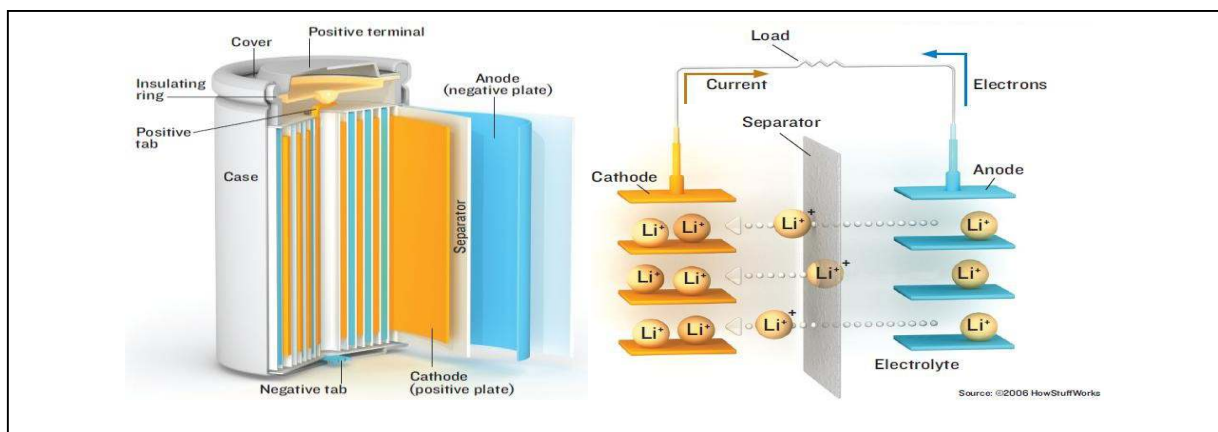 Positive terminal
Cover
Insulating
ring
Positive
tab
Case
Anode
(negative plate)
Separator
Negative tab
Cathode
(positive plate)
Load
Current
Electrons
Separator
Cathode
Anode
Li+ Li+ Li+ Li+
Li+ Li+ Li+ Li+
Li+ Li+ Li+ Li+
Electrolyte
Source: ©2006 HowStuffWorks